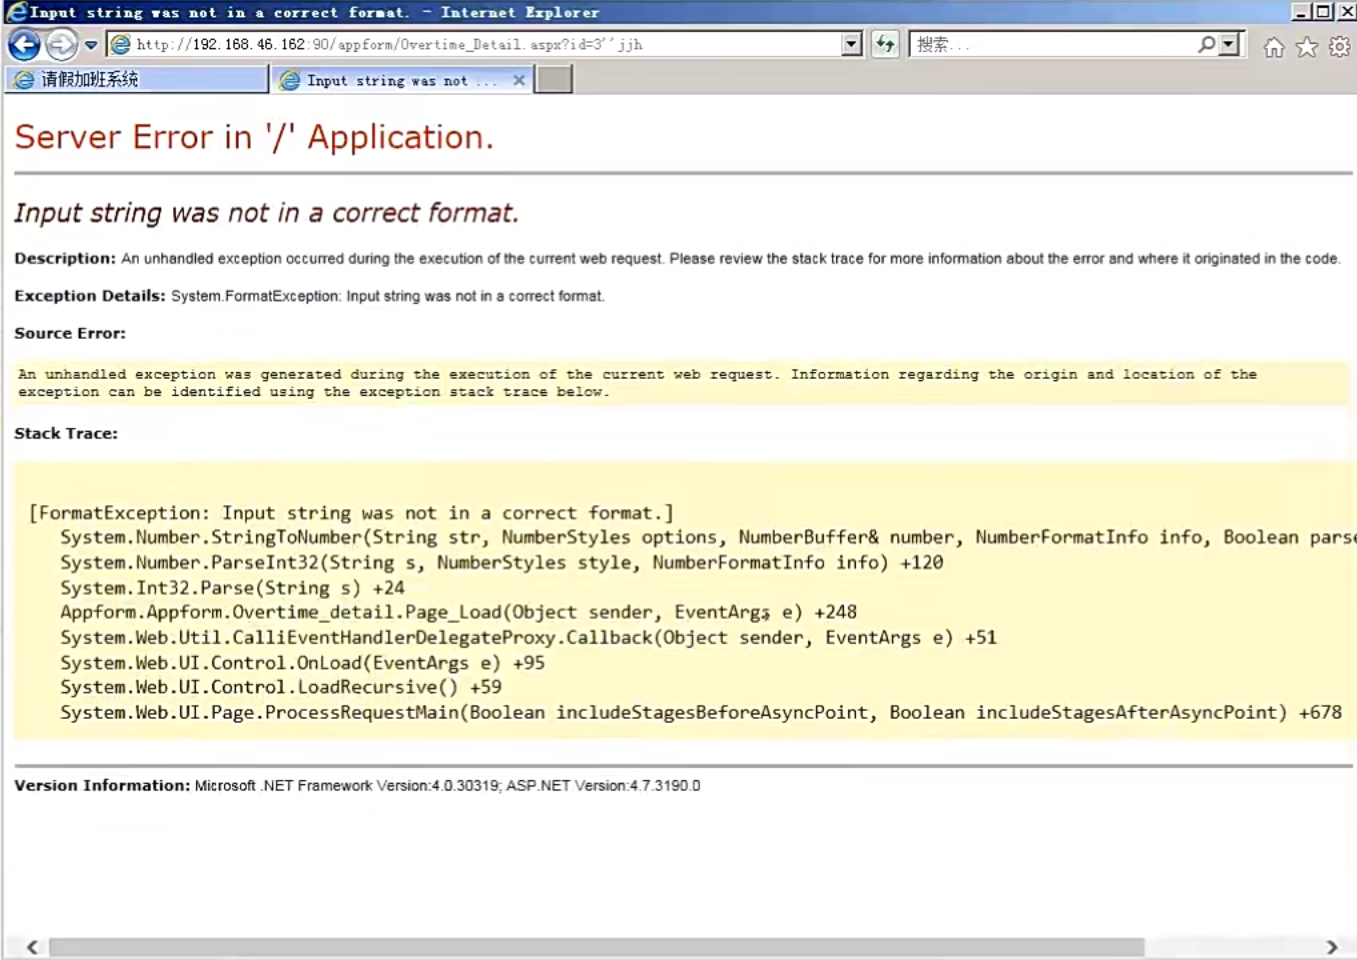 Input string was not in a correct format. - Internet Explorer
http://192.168.46.162:90/appform/Overtime_Detail.aspx?id=3''jjh
搜索...
请假加班系统
Input string was not ...
Server Error in '/' Application.
Input string was not in a correct format.
Description: An unhandled exception occurred during the execution of the current web request. Please review the stack trace for more information about the error and where it originated in the code.
Exception Details: System.FormatException: Input string was not in a correct format.
Source Error:
An unhandled exception was generated during the execution of the current web request. Information regarding the origin and location of the
exception can be identified using the exception stack trace below.
Stack Trace:
[FormatException: Input string was not in a correct format.]
System.Number.StringToNumber(String str, NumberStyles options, NumberBuffer& number, NumberFormatInfo info, Boolean parse
System.Number.ParseInt32(String s, NumberStyles style, NumberFormatInfo info) +120
System.Int32.Parse(String s) +24
Appform.Appform.Overtime_detail.Page_Load(Object sender, EventArgs e) +248
System.Web.Util.CalliEventHandlerDelegateProxy.Callback(Object sender, EventArgs e) +51
System.Web.UI.Control.OnLoad(EventArgs e) +95
System.Web.UI.Control.LoadRecursive() +59
System.Web.UI.Page.ProcessRequestMain(Boolean includeStagesBeforeAsyncPoint, Boolean includeStagesAfterAsyncPoint) +678
Version Information: Microsoft .NET Framework Version:4.0.30319; ASP.NET Version:4.7.3190.0